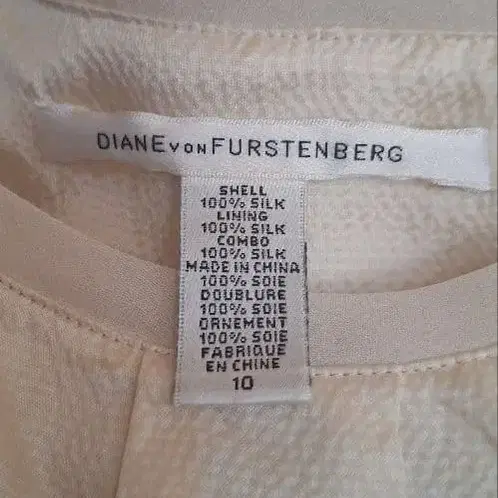 DIANE VON FURSTENBERG
SHELL
100% SILK
LINING
100% SILK
COMBO
100% SILK
MADE IN CHINA
100% SOIE
DOUBLURE
100% SOIE
ORNEMENT
100% SOIE
FABRIQUE
EN CHINE
10